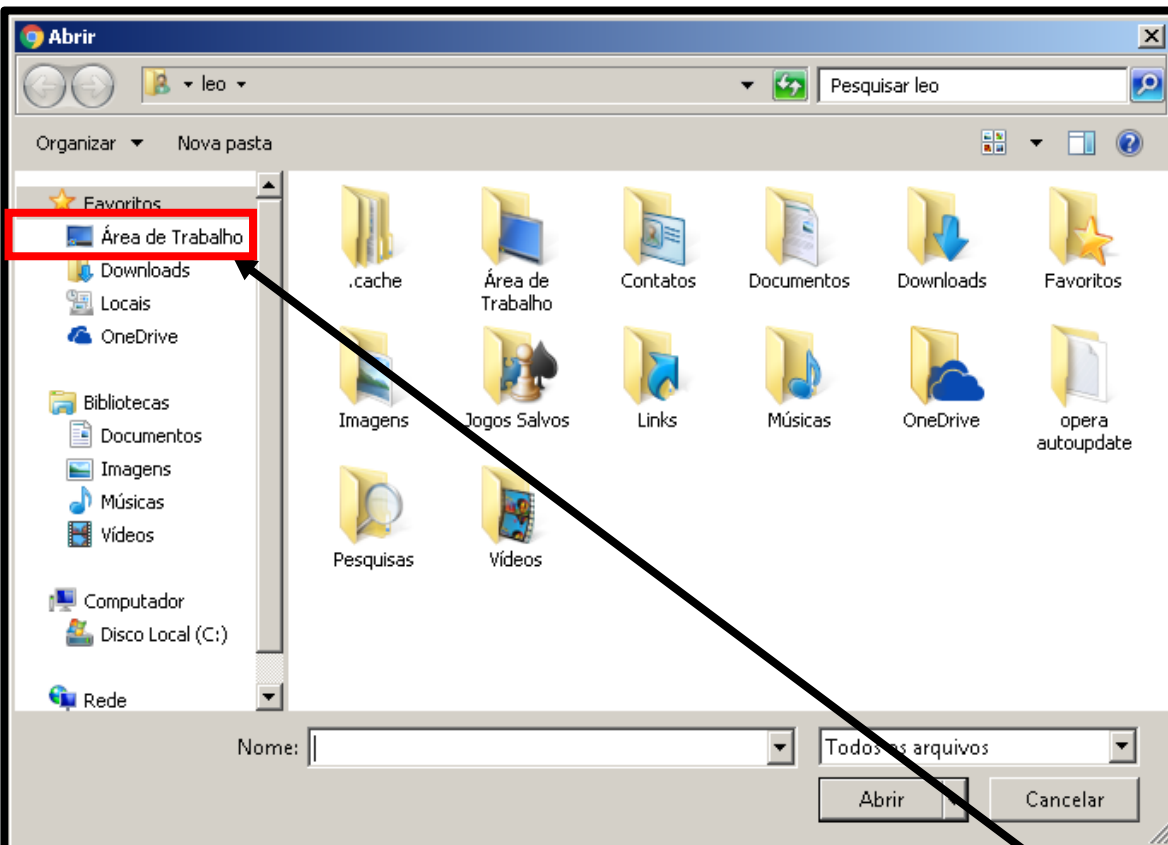 Abrir
leo
Pesquisar leo
Organizar
Nova pasta
Favoritos
Área de Trabalho
Downloads
Locais
OneDrive
Bibliotecas
Documentos
Imagens
Músicas
Vídeos
Computador
Disco Local (C:)
Rede
.cache
Área de
Trabalho
Contatos
Documentos
Downloads
Favoritos
Imagens
Jogos Salvos
Links
Músicas
OneDrive
opera
autoupdate
Pesquisas
Vídeos
Nome:
Todos os arquivos
Abrir
Cancelar